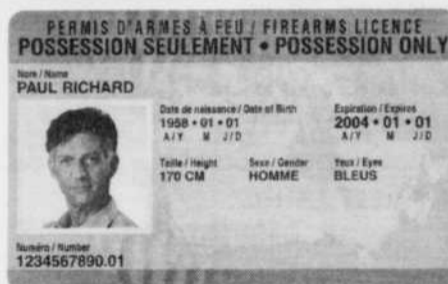 PERMIS D'ARMES À FEU / FIREARMS LICENCE
POSSESSION SEULEMENT • POSSESSION ONLY
Nom / Name
PAUL RICHARD
Date de naissance / Date of Birth
1958 • 01 • 01
A/Y M J/D
Expiration / Expires
2004 • 01 • 01
A/Y M J/D
Taille / Height
170 CM
Sexe / Gender
HOMME
Yeux / Eyes
BLEUS
Numéro / Number
1234567890.01